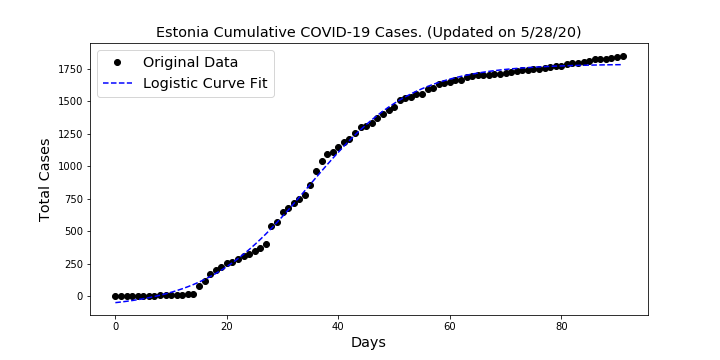 Estonia Cumulative COVID-19 Cases. (Updated on 5/28/20)
Original Data
Logistic Curve Fit
Total Cases
1750
1500
1250
1000
750
500
250
0
0 20 40 60 80
Days